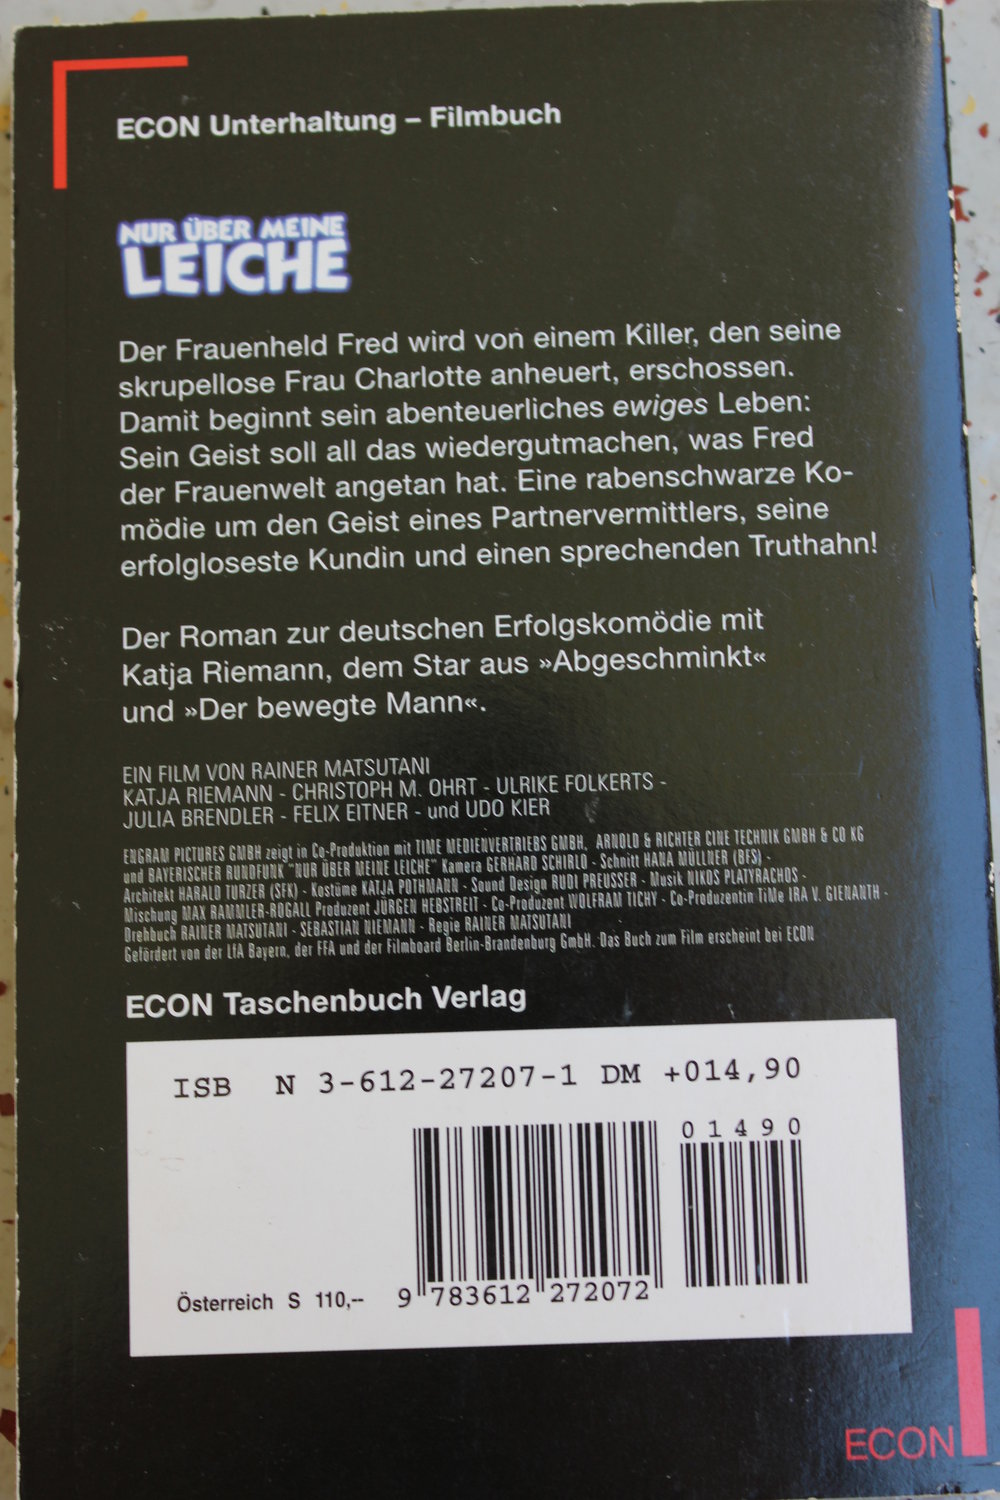 ECON Unterhaltung – Filmbuch
NUR ÜBER MEINE
LEICHE
Der Frauenheld Fred wird von einem Killer, den seine
skrupellose Frau Charlotte anheuert, erschossen.
Damit beginnt sein abenteuerliches ewiges Leben:
Sein Geist soll all das wiedergutmachen, was Fred
der Frauenwelt angetan hat. Eine rabenschwarze Ko-
mödie um den Geist eines Partnervermittlers, seine
erfolgloseste Kundin und einen sprechenden Truthahn!
Der Roman zur deutschen Erfolgskomödie mit
Katja Riemann, dem Star aus »Abgeschminkt«
und »Der bewegte Mann«.
EIN FILM VON RAINER MATSUTANI
KATJA RIEMANN - CHRISTOPH M. OHRT - ULRIKE FOLKERTS -
JULIA BRENDLER - FELIX EITNER - und UDO KIER
ENGRAM PICTURES GMBH zeigt in Co-Produktion mit TIME MEDIENVERTRIEBS GMBH, ARNOLD & RICHTER CINE TECHNIK GMBH & CO KG
und BAYERISCHER RUNDFUNK "NUR ÜBER MEINE LEICHE" Kamera GERHARD SCHIRLO - Schnitt HANA MÜLLNER (BFS) -
Architekt HARALD TURZER (SFK) - Kostüme KATJA POTHMANN - Sound Design RUDI PREUSSER - Musik NIKOS PLATYRACHOS -
Mischung MAX RAMMLER-ROGALL Produzent JÜRGEN HEBSTREIT - Co-Produzent WOLFRAM TICHY - Co-Produzentin TiMe IRA V. GIENANTH -
Drehbuch RAINER MATSUTANI - SEBASTIAN NIEMANN - Regie RAINER MATSUTANI
Gefördert von der LfA Bayern, der FFA und der Filmboard Berlin-Brandenburg GmbH. Das Buch zum Film erscheint bei ECON
ECON Taschenbuch Verlag
ISB N 3-612-27207-1 DM +014,90
01490
Österreich S 110,-- 9 783612 272072
ECON